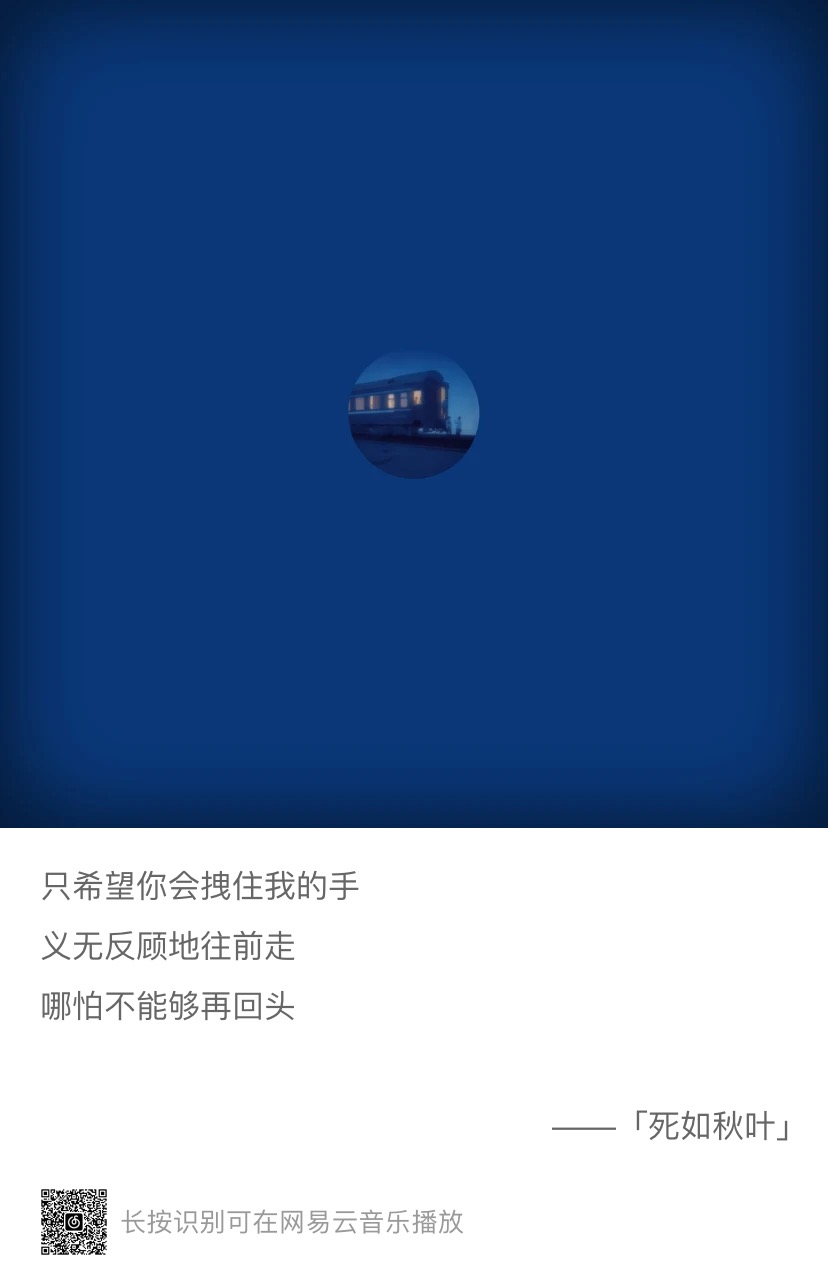 只希望你会拽住我的手
义无反顾地往前走
哪怕不能够再回头
——「死如秋叶」
长按识别可在网易云音乐播放